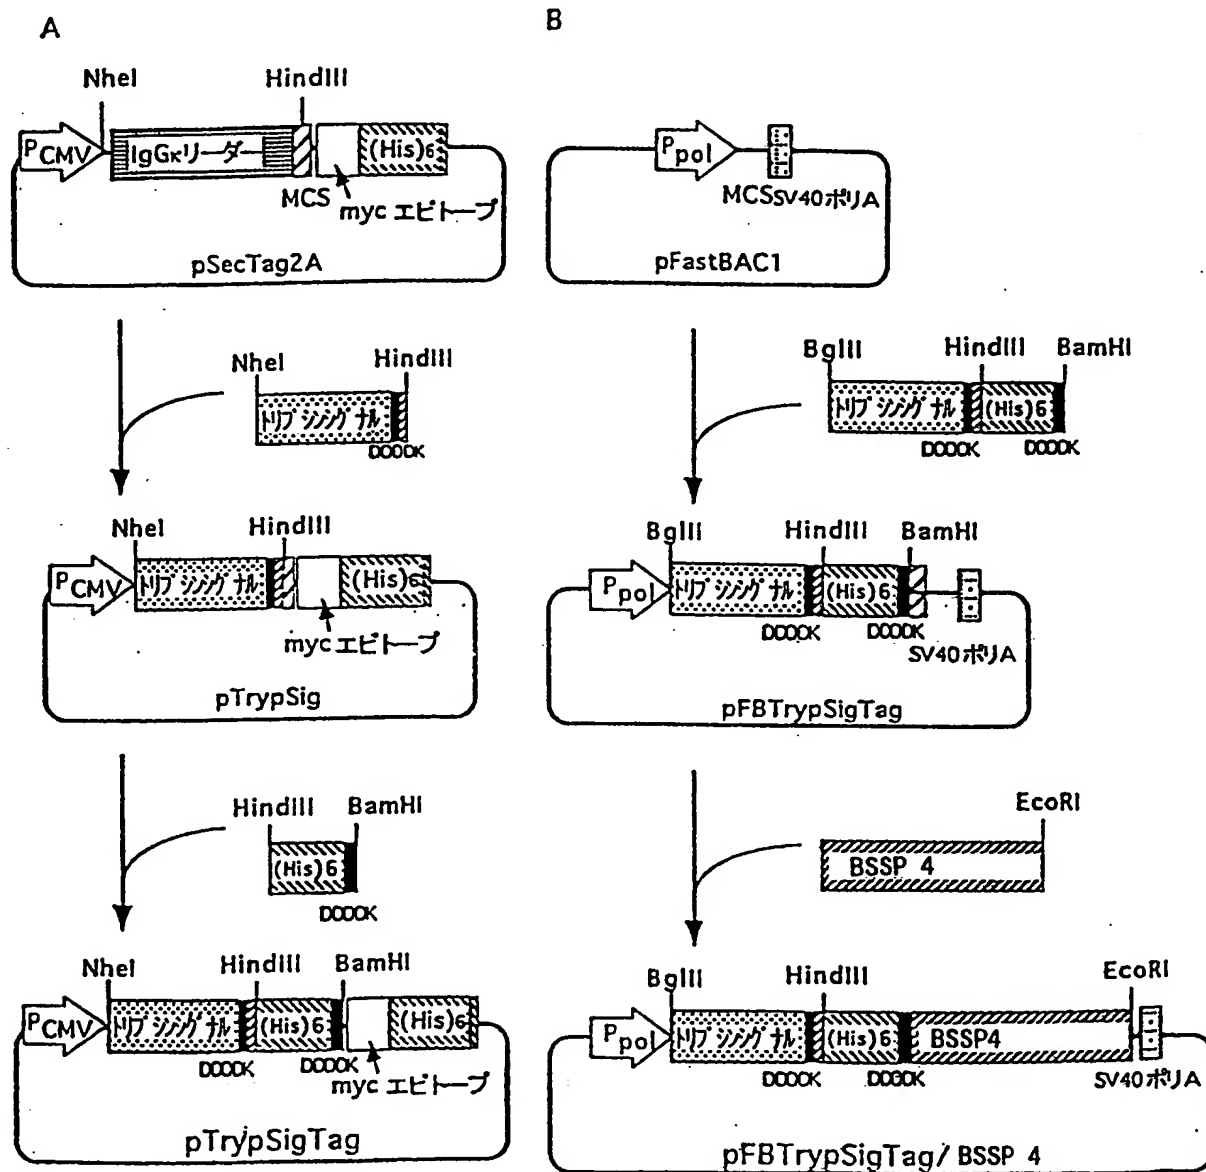 A
NheI
HindIII
PCMV
IgGκリーダー
(His)6
MCS
myc エピトープ
pSecTag2A
NheI
HindIII
トリプシンシグナル
DDDDK
NheI
HindIII
PCMV
トリプシンシグナル
(His)6
myc エピトープ
pTrypSig
HindIII
BamHI
(His)6
DDDDK
NheI
HindIII
BamHI
PCMV
トリプシンシグナル
(His)6
(His)6
DDDDK
DDDDK
myc エピトープ
pTrypSigTag
B
Ppol
MCS
SV40ポリA
pFastBAC1
BglII
HindIII
BamHI
トリプシンシグナル
(His)6
DDDDK
DDDDK
BglII
HindIII
BamHI
Ppol
トリプシンシグナル
(His)6
DDDDK
DDDDK
SV40ポリA
pFBTrypSigTag
EcoRI
BSSP 4
BglII
HindIII
EcoRI
Ppol
トリプシンシグナル
(His)6
BSSP4
DDDDK
DDDDK
SV40ポリA
pFBTrypSigTag/ BSSP 4